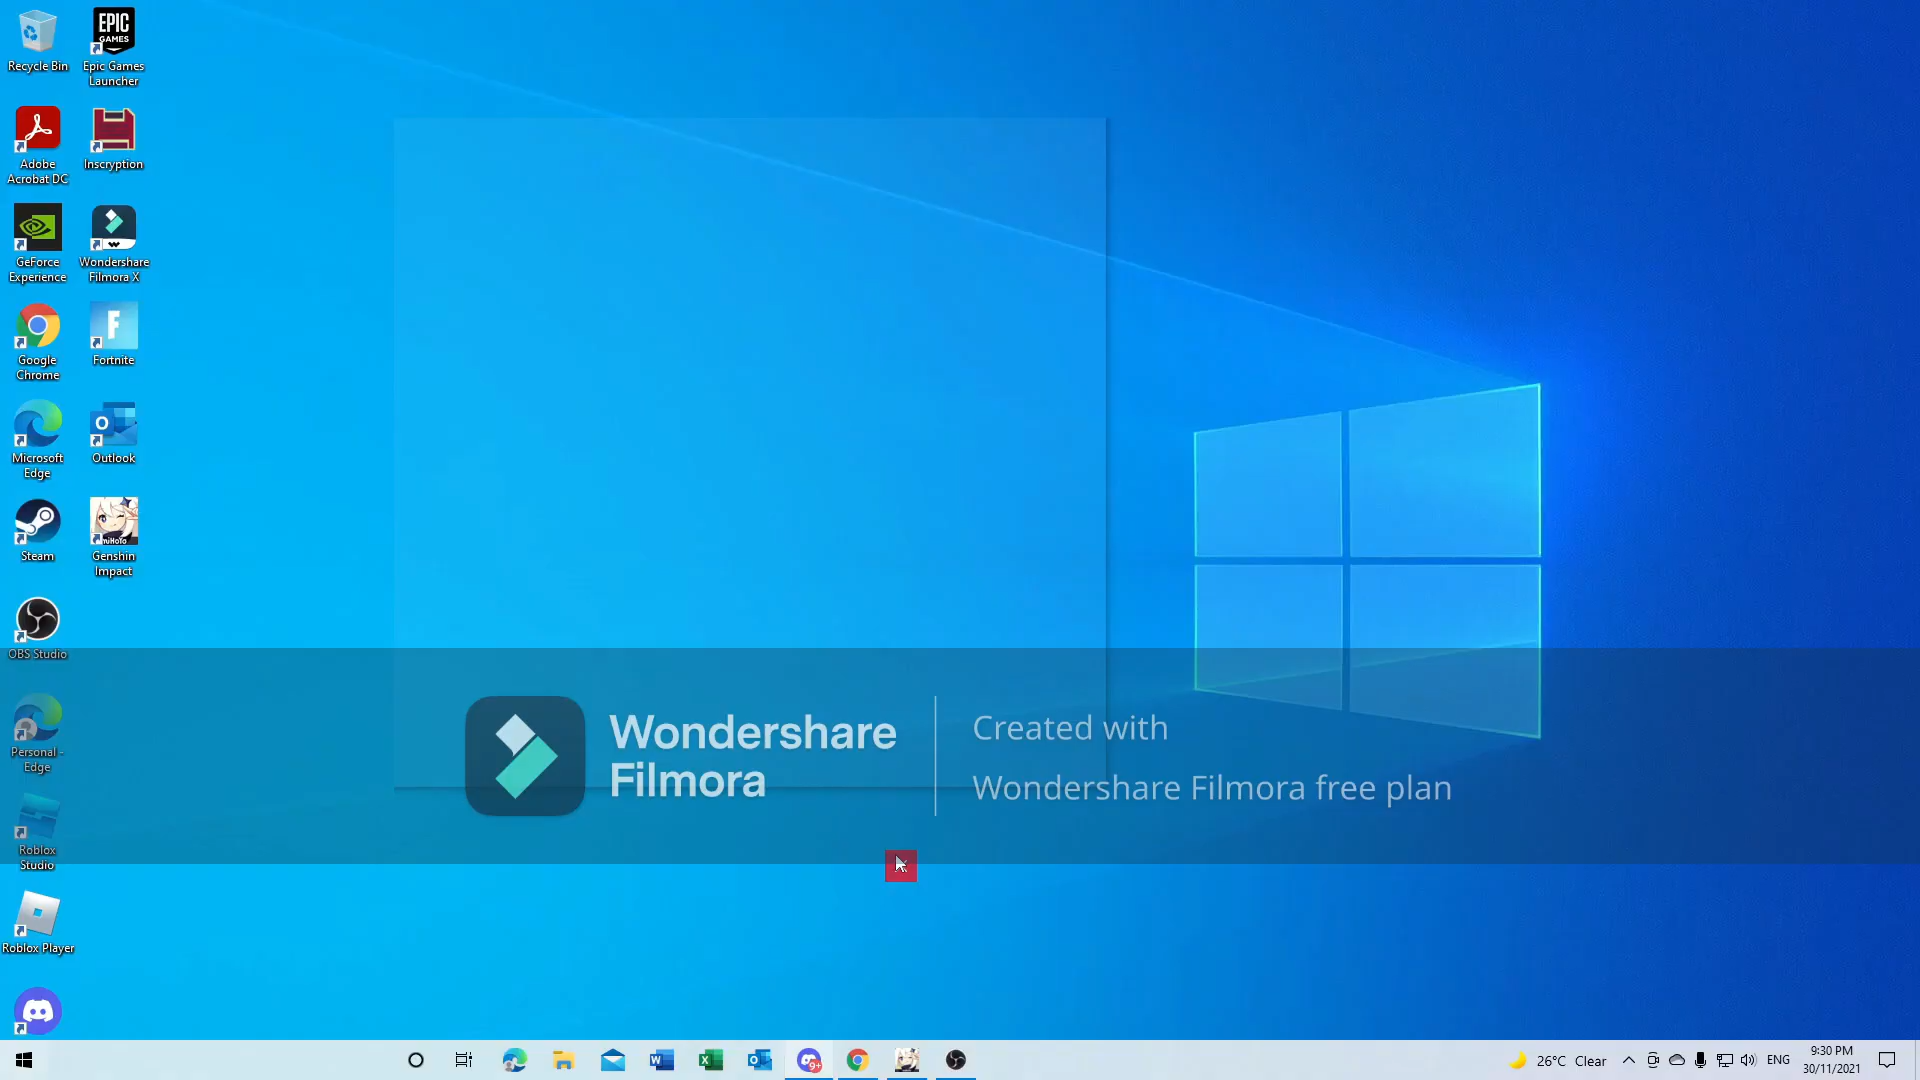 Recycle Bin
EPIC
GAMES
Epic Games
Launcher
Adobe
Acrobat DC
Inscryption
GeForce
Experience
Wondershare
Filmora X
Google
Chrome
F
Fortnite
Microsoft
Edge
O
Outlook
Steam
miHoYo
Genshin
Impact
OBS Studio
Personal -
Edge
Roblox
Studio
Roblox Player
Wondershare
Filmora
Created with
Wondershare Filmora free plan
9+
26°C Clear
ENG
9:30 PM
30/11/2021